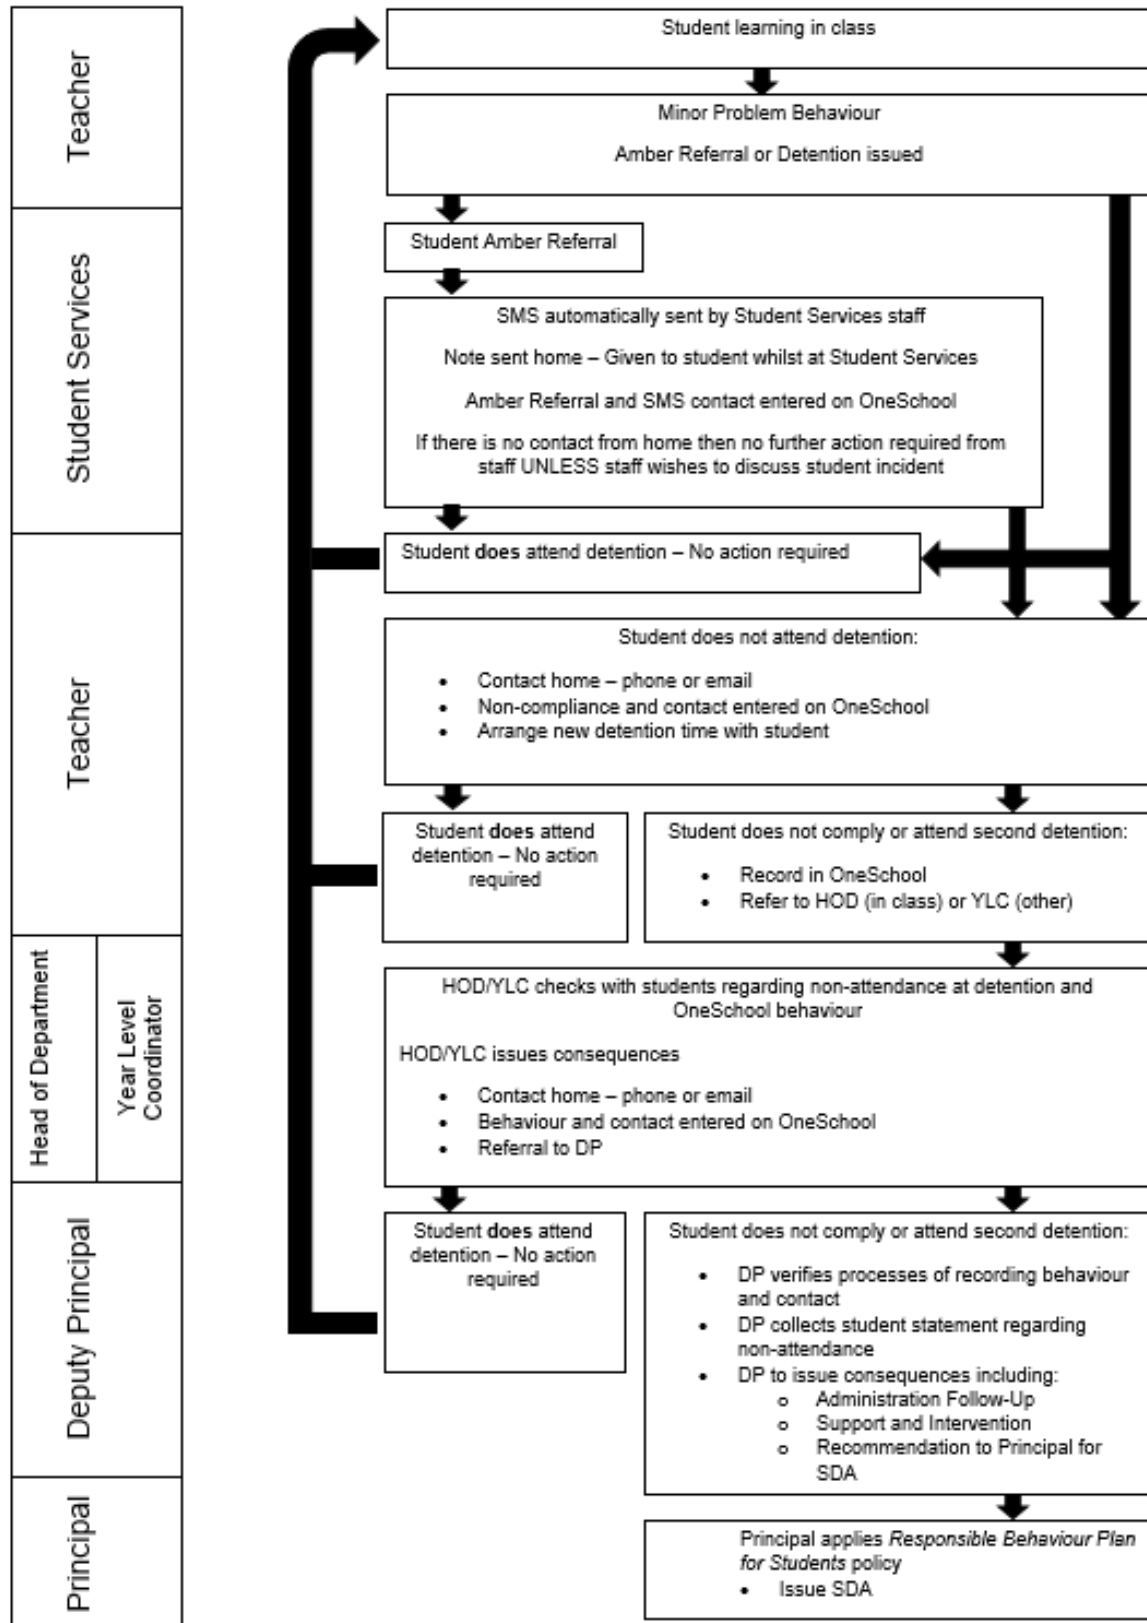 Teacher
Student learning in class
Minor Problem Behaviour
Amber Referral or Detention issued
Student Services
Student Amber Referral
SMS automatically sent by Student Services staff
Note sent home – Given to student whilst at Student Services
Amber Referral and SMS contact entered on OneSchool
If there is no contact from home then no further action required from
staff UNLESS staff wishes to discuss student incident
Teacher
Student does attend detention – No action required
Student does not attend detention:
• Contact home – phone or email
• Non-compliance and contact entered on OneSchool
• Arrange new detention time with student
Student does attend
detention – No action
required
Student does not comply or attend second detention:
• Record in OneSchool
• Refer to HOD (in class) or YLC (other)
Head of Department
Year Level
Coordinator
HOD/YLC checks with students regarding non-attendance at detention and
OneSchool behaviour
HOD/YLC issues consequences
• Contact home – phone or email
• Behaviour and contact entered on OneSchool
• Referral to DP
Deputy Principal
Student does attend
detention – No action
required
Student does not comply or attend second detention:
• DP verifies processes of recording behaviour
and contact
• DP collects student statement regarding
non-attendance
• DP to issue consequences including:
o Administration Follow-Up
o Support and Intervention
o Recommendation to Principal for
SDA
Principal
Principal applies Responsible Behaviour Plan
for Students policy
• Issue SDA